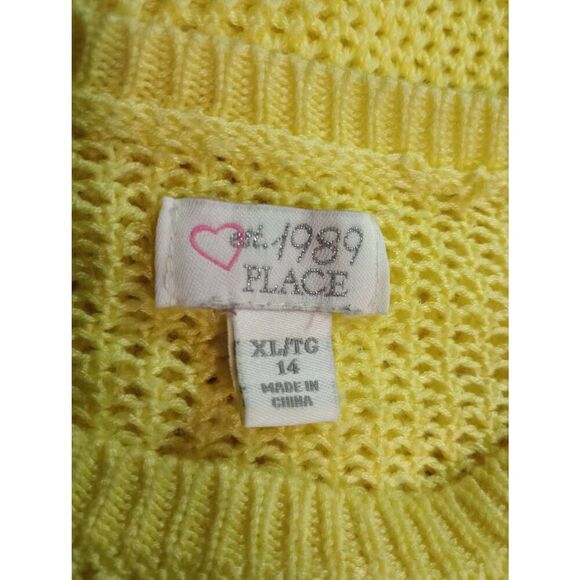 est. 1989
PLACE
XL/TG
14
MADE IN
CHINA